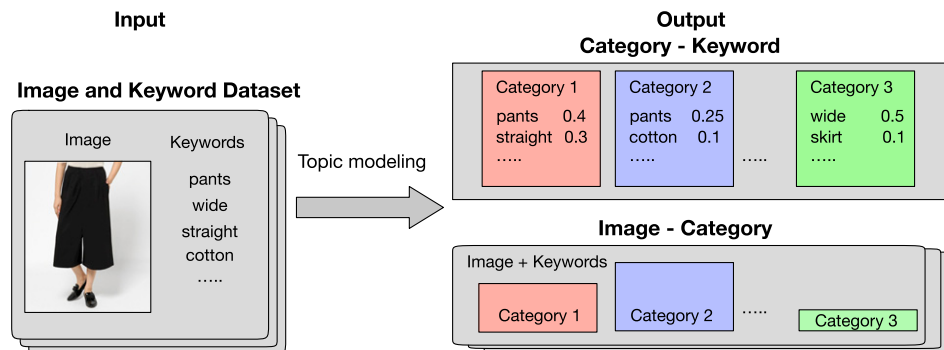 Input
Image and Keyword Dataset
Image
Keywords
pants
wide
straight
cotton
.....
Topic modeling
Output
Category - Keyword
Category 1
pants 0.4
straight 0.3
.....
Category 2
pants 0.25
cotton 0.1
.....
.....
Category 3
wide 0.5
skirt 0.1
.....
Image - Category
Image + Keywords
Category 1
Category 2
.....
Category 3